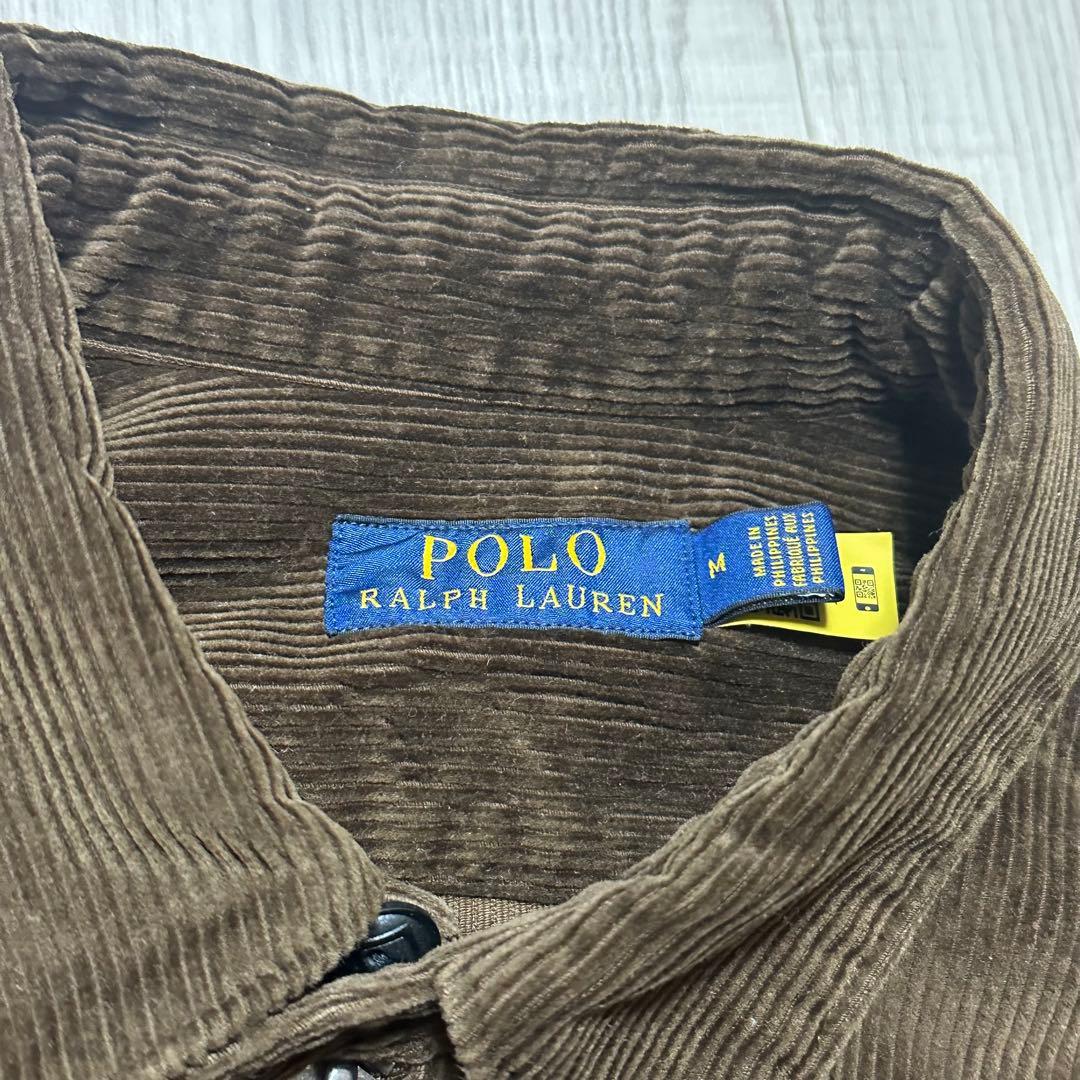 POLO
RALPH LAUREN
M
MADE IN
PHILIPPINES
FABRIQUÉ AUX
PHILIPPINES